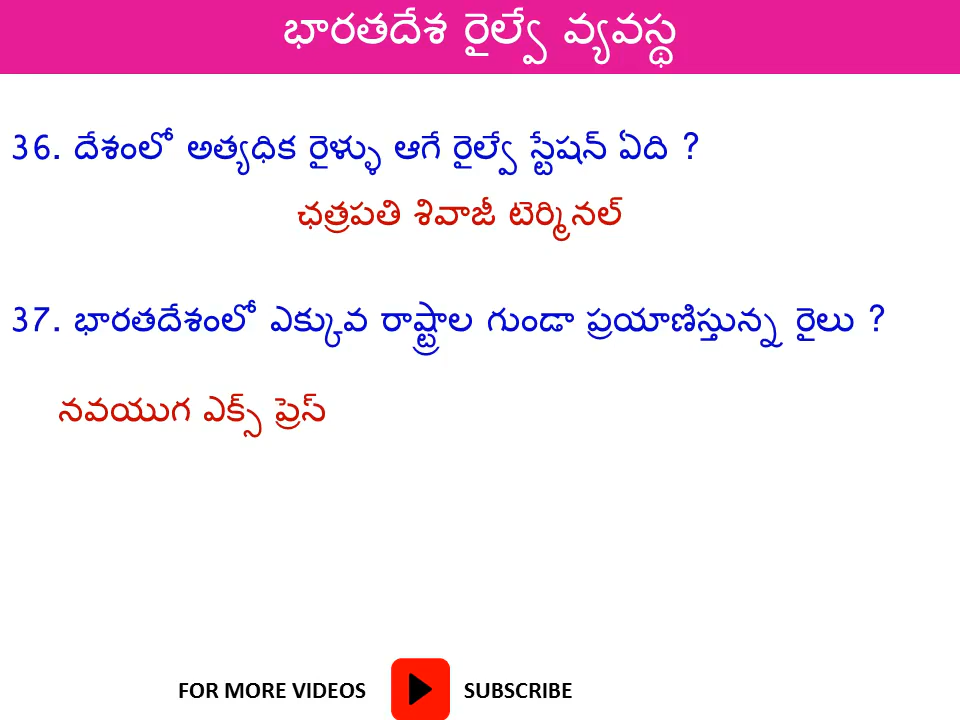 భారతదేశ రైల్వే వ్యవస్థ
36. దేశంలో అత్యధిక రైళ్ళు ఆగే రైల్వే స్టేషన్ ఏది ?
ఛత్రపతి శివాజీ టెర్మినల్
37. భారతదేశంలో ఎక్కువ రాష్ట్రాల గుండా ప్రయాణిస్తున్న రైలు ?
నవయుగ ఎక్స్ ప్రెస్
FOR MORE VIDEOS SUBSCRIBE